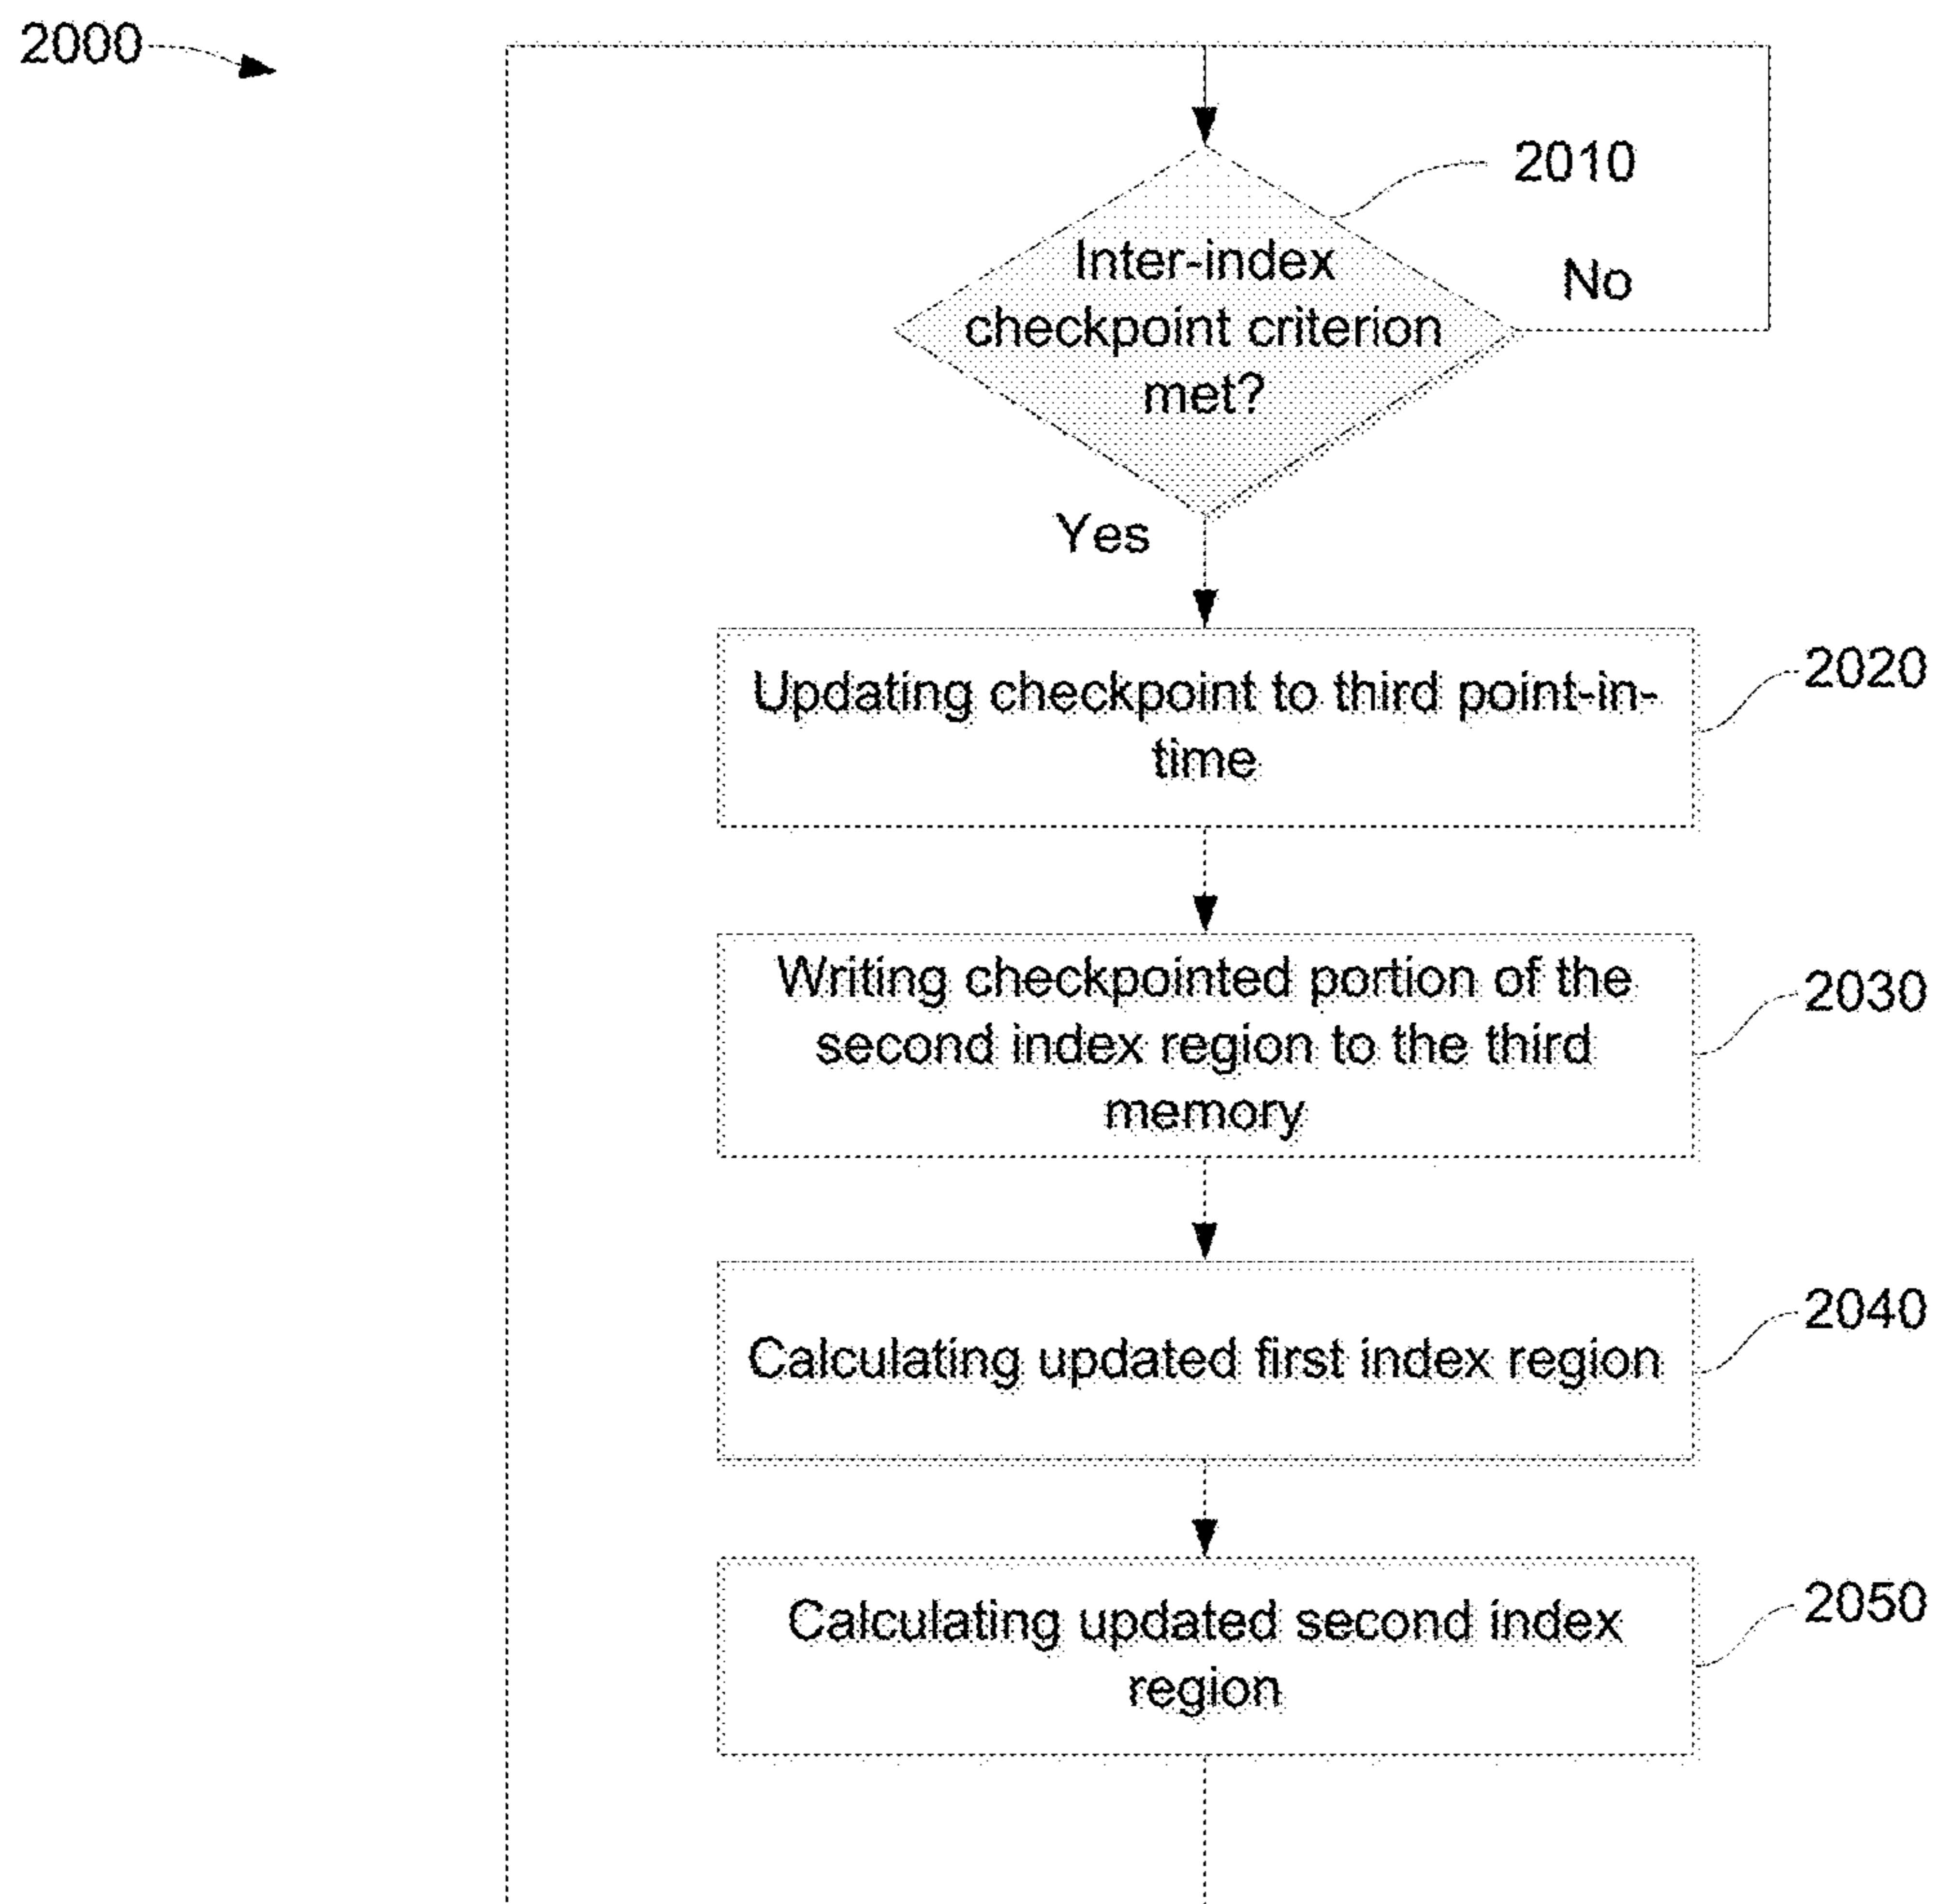 2000
2010
Inter-index
checkpoint criterion
met?
No
Yes
Updating checkpoint to third point-in-
time
2020
Writing checkpointed portion of the
second index region to the third
memory
2030
Calculating updated first index region
2040
Calculating updated second index
region
2050